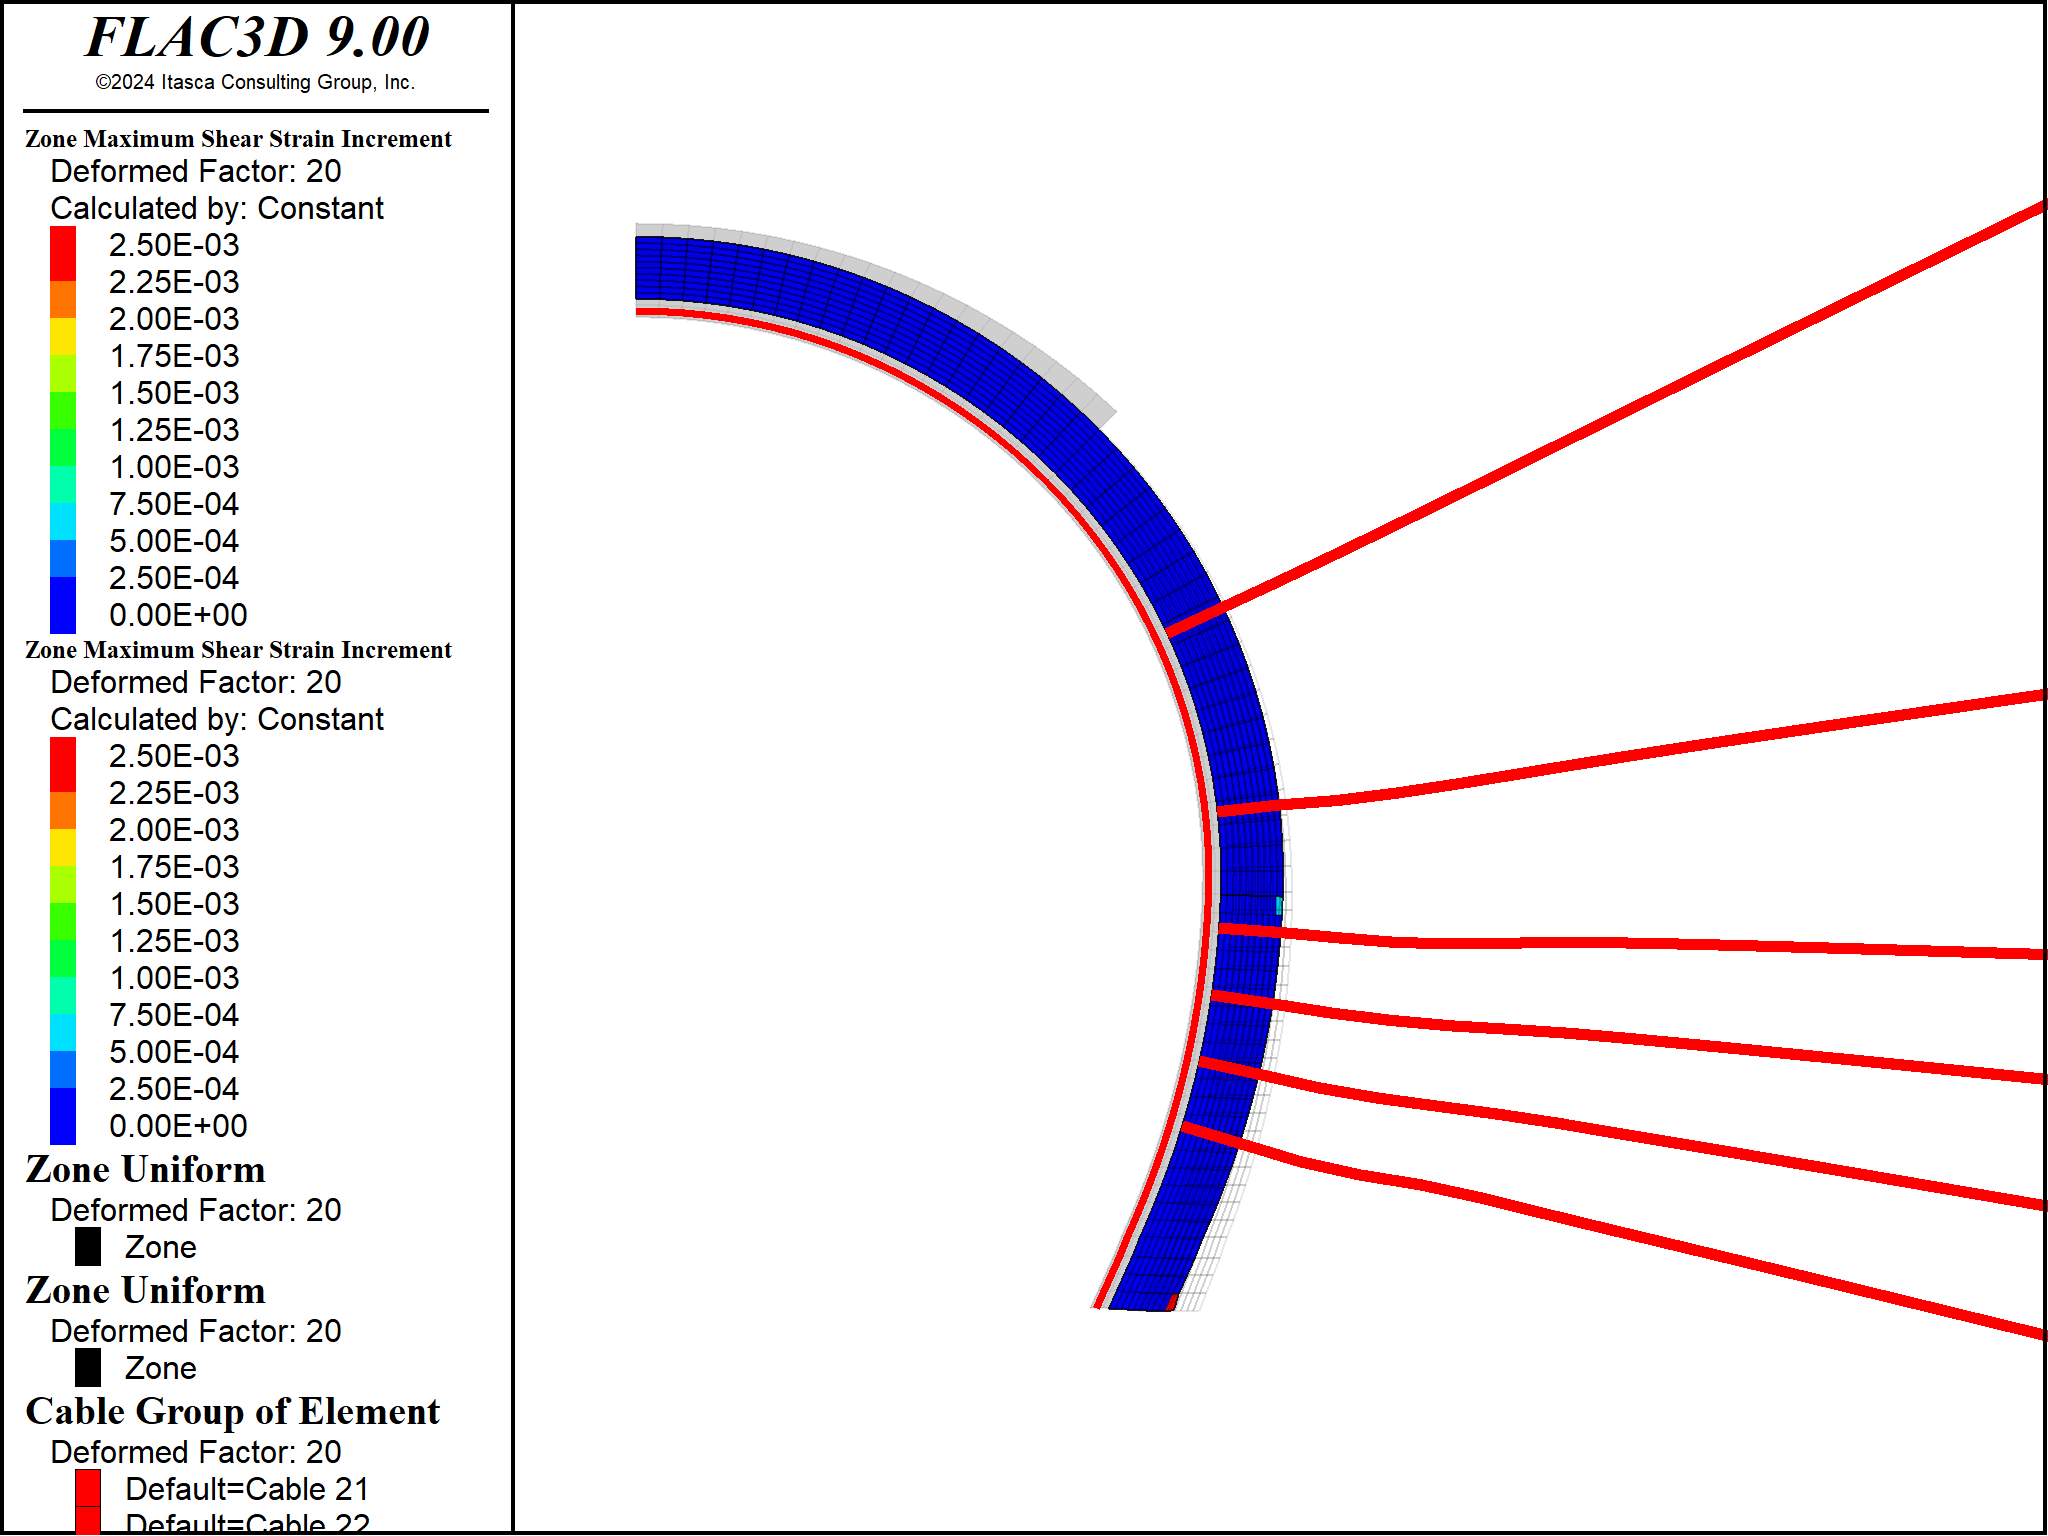 FLAC3D 9.00
©2024 Itasca Consulting Group, Inc.
Zone Maximum Shear Strain Increment
Deformed Factor: 20
Calculated by: Constant
2.50E-03
2.25E-03
2.00E-03
1.75E-03
1.50E-03
1.25E-03
1.00E-03
7.50E-04
5.00E-04
2.50E-04
0.00E+00
Zone Maximum Shear Strain Increment
Deformed Factor: 20
Calculated by: Constant
2.50E-03
2.25E-03
2.00E-03
1.75E-03
1.50E-03
1.25E-03
1.00E-03
7.50E-04
5.00E-04
2.50E-04
0.00E+00
Zone Uniform
Deformed Factor: 20
Zone
Zone Uniform
Deformed Factor: 20
Zone
Cable Group of Element
Deformed Factor: 20
Default=Cable 21
Default=Cable 22